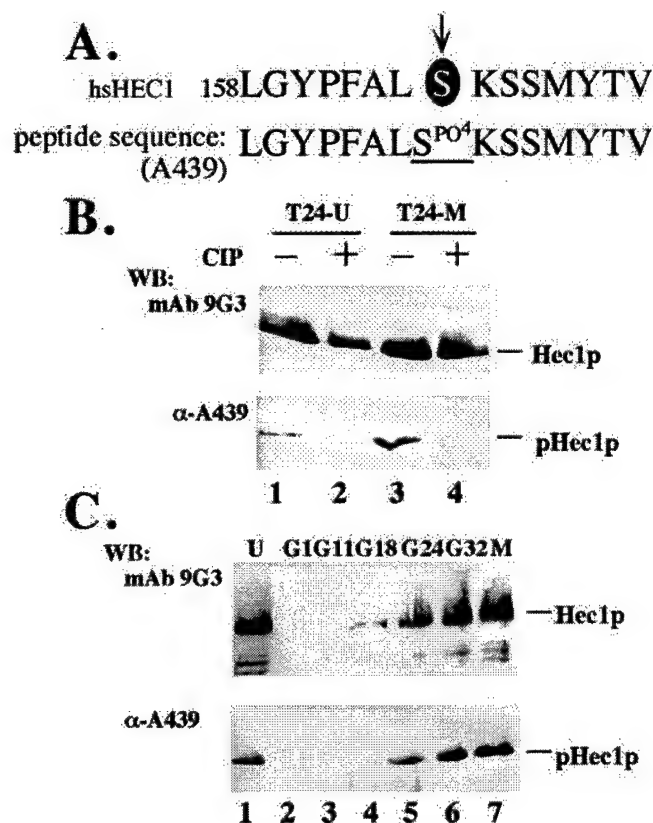 A.
hsHEC1 158LGYPFAL S KSSMYTV
peptide sequence: LGYPFALSPO4KSSMYTV
(A439)
B.
T24-U T24-M
CIP − + − +
WB:
mAb 9G3
Hec1p
α-A439
pHec1p
1 2 3 4
C.
WB: U G1G11G18 G24G32 M
mAb 9G3
Hec1p
α-A439
pHec1p
1 2 3 4 5 6 7